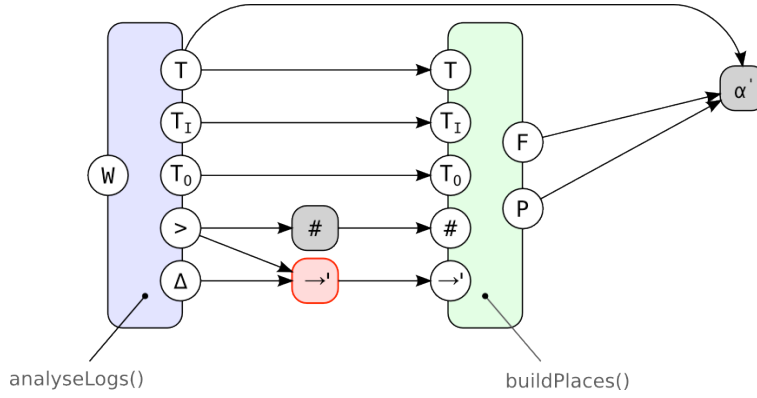 T T
α'
T_I T_I
F
W T_O T_O
P
> # #
Δ →' →'
analyseLogs() buildPlaces()